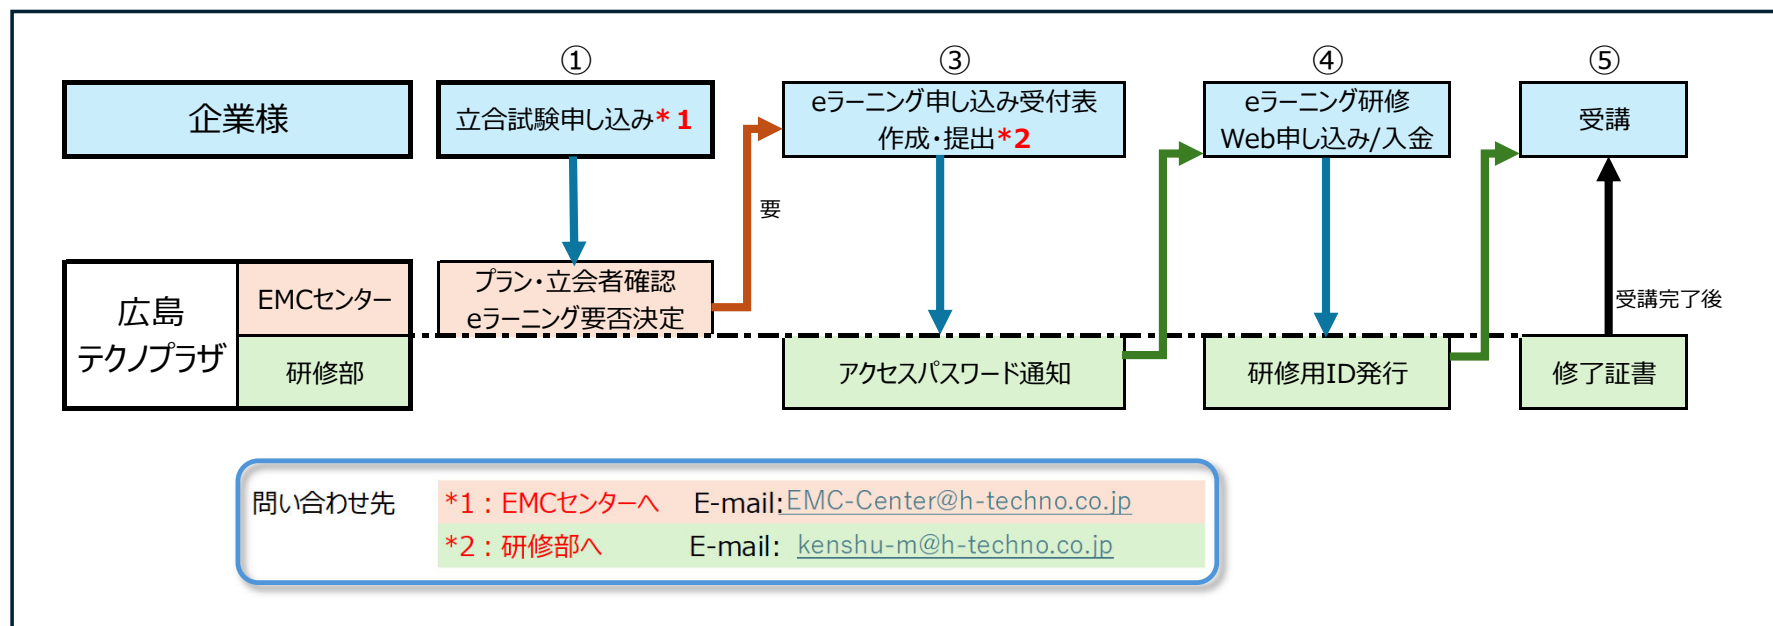 ① ③ ④ ⑤
企業様
立合試験申し込み*1
eラーニング申し込み受付表
作成・提出*2
eラーニング研修
Web申し込み/入金
受講
要
広島
テクノプラザ
EMCセンター
研修部
プラン・立会者確認
eラーニング要否決定
アクセスパスワード通知
研修用ID発行
受講完了後
修了証書
問い合わせ先
*1：EMCセンターへ E-mail:EMC-Center@h-techno.co.jp
*2：研修部へ E-mail: kenshu-m@h-techno.co.jp